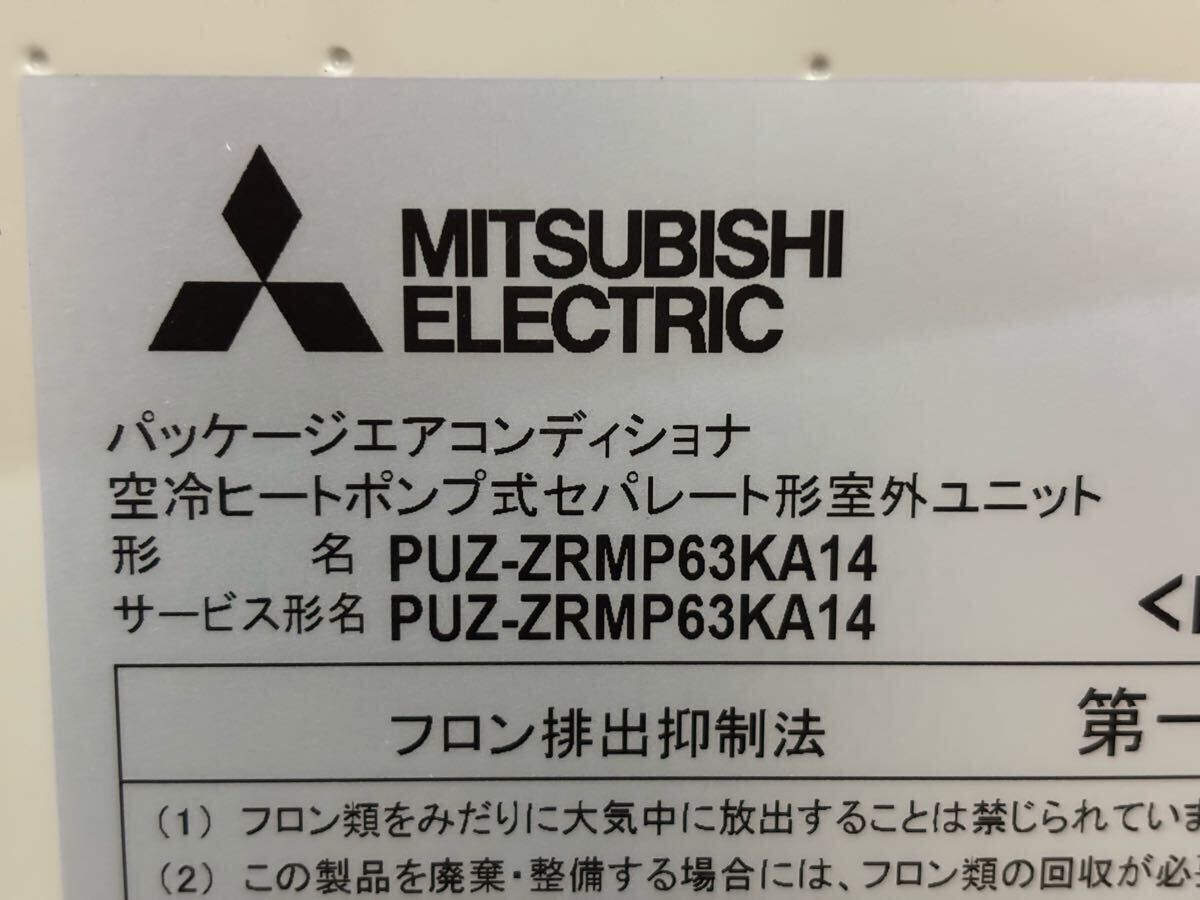 MITSUBISHI
ELECTRIC
パッケージエアコンディショナ
空冷ヒートポンプ式セパレート形室外ユニット
形 名 PUZ-ZRMP63KA14
サービス形名 PUZ-ZRMP63KA14 <
フロン排出抑制法 第一
(1) フロン類をみだりに大気中に放出することは禁じられていま
(2) この製品を廃棄・整備する場合には、フロン類の回収が必